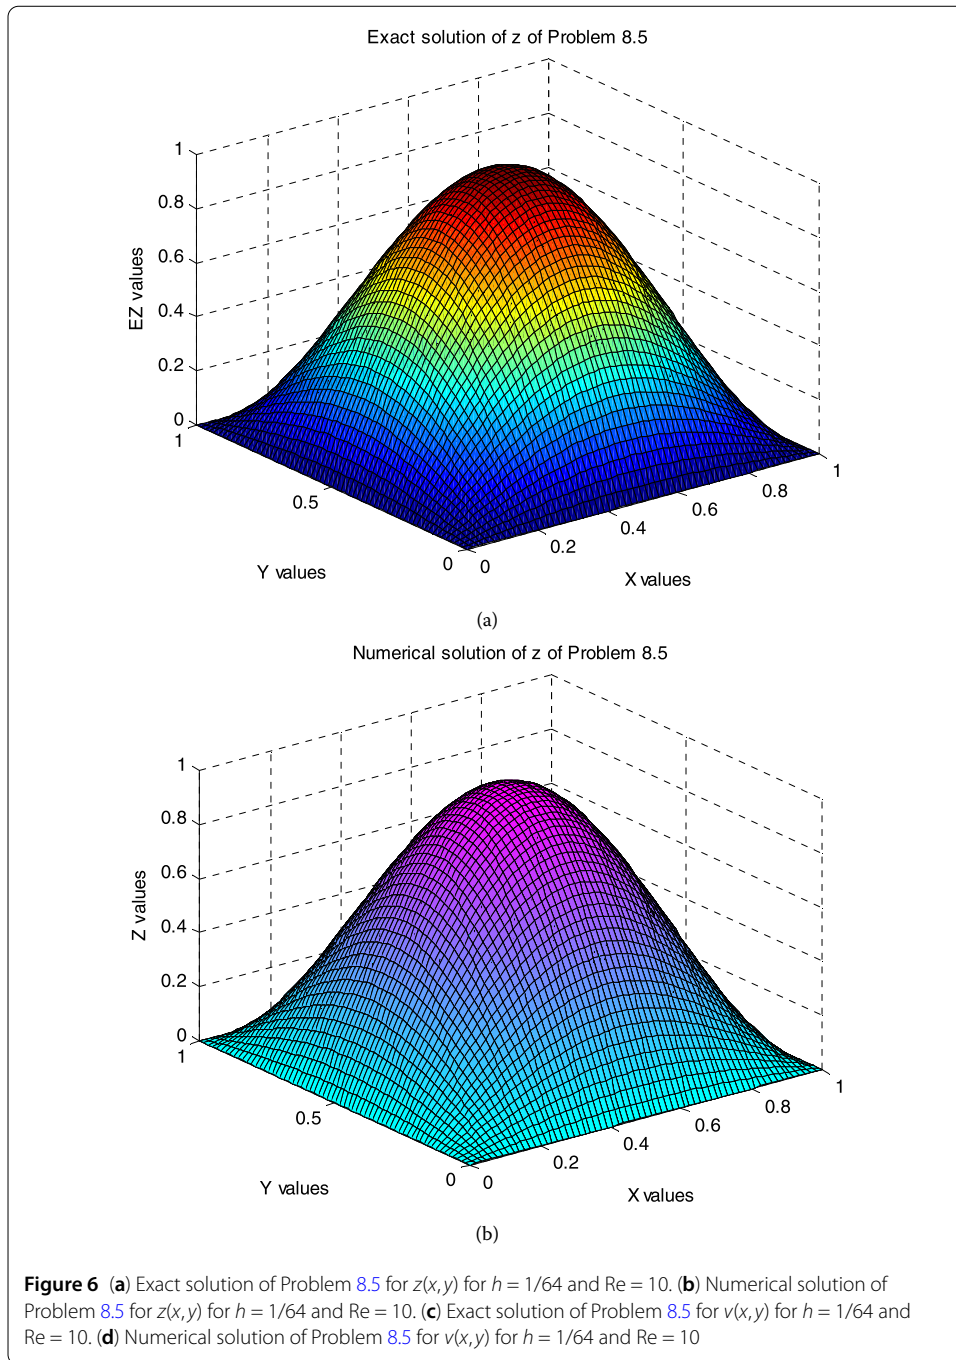 Exact solution of z of Problem 8.5
1
0.8
0.6
0.4
0.2
0
EZ values
1
0.5
0
Y values
0
0.2
0.4
0.6
0.8
1
X values
(a)
Numerical solution of z of Problem 8.5
1
0.8
0.6
0.4
0.2
0
Z values
1
0.5
0
Y values
0
0.2
0.4
0.6
0.8
1
X values
(b)
Figure 6 (a) Exact solution of Problem 8.5 for z(x, y) for h = 1/64 and Re = 10. (b) Numerical solution of
Problem 8.5 for z(x, y) for h = 1/64 and Re = 10. (c) Exact solution of Problem 8.5 for v(x, y) for h = 1/64 and
Re = 10. (d) Numerical solution of Problem 8.5 for v(x, y) for h = 1/64 and Re = 10